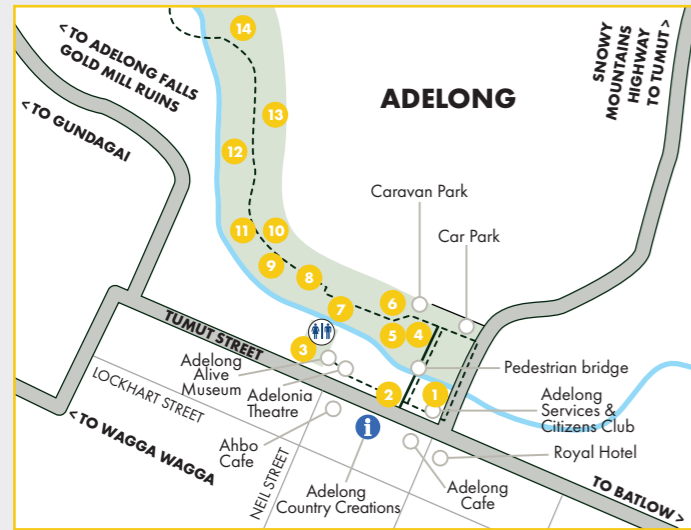 14
< TO ADELONG FALLS
GOLD MILL RUINS
< TO GUNDAGAI
SNOWY
MOUNTAINS
HIGHWAY
TO TUMUT >
ADELONG
13
12
Caravan Park
Car Park
11
10
9
8
7
6
5
4
TUMUT STREET
3
Adelong
Alive
Museum
Adelonia
Theatre
Pedestrian bridge
2
1
Adelong
Services &
Citizens Club
LOCKHART STREET
< TO WAGGA WAGGA
Ahbo
Cafe
NEIL STREET
i
Adelong
Country Creations
Adelong
Cafe
Royal Hotel
TO BATLOW >